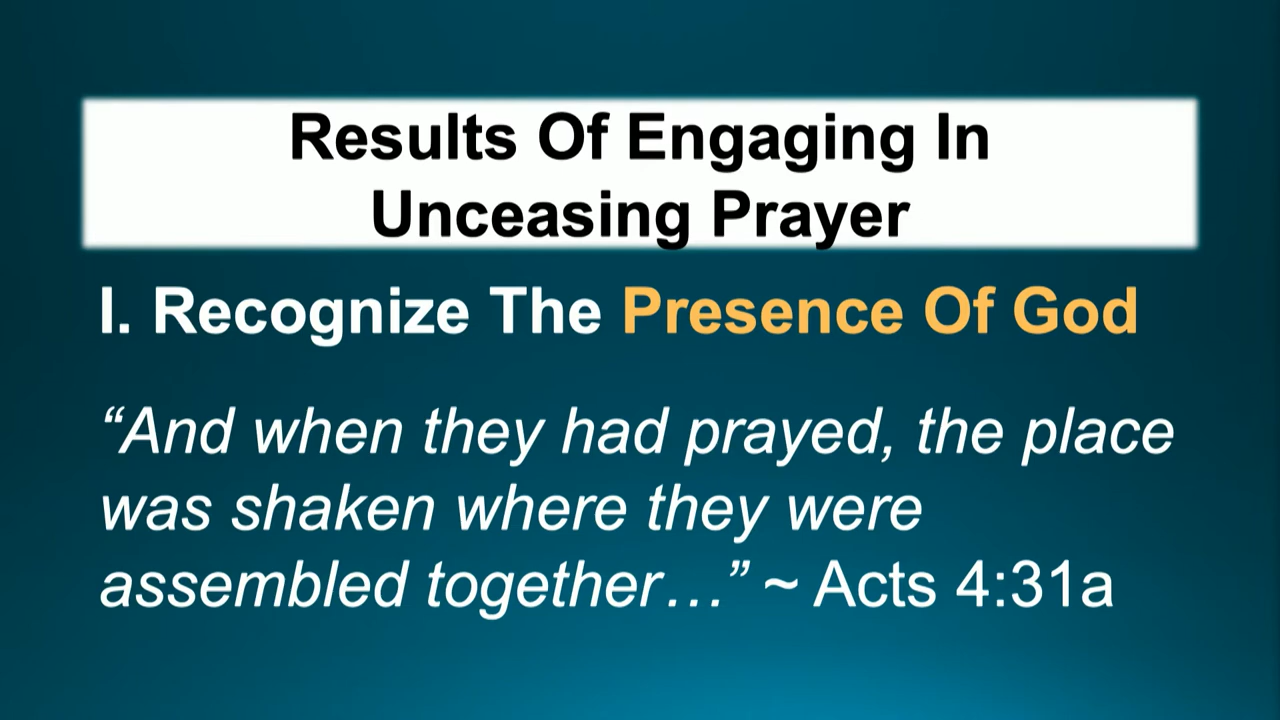 Results Of Engaging In
Unceasing Prayer
I. Recognize The Presence Of God
“And when they had prayed, the place
was shaken where they were
assembled together…” ~ Acts 4:31a